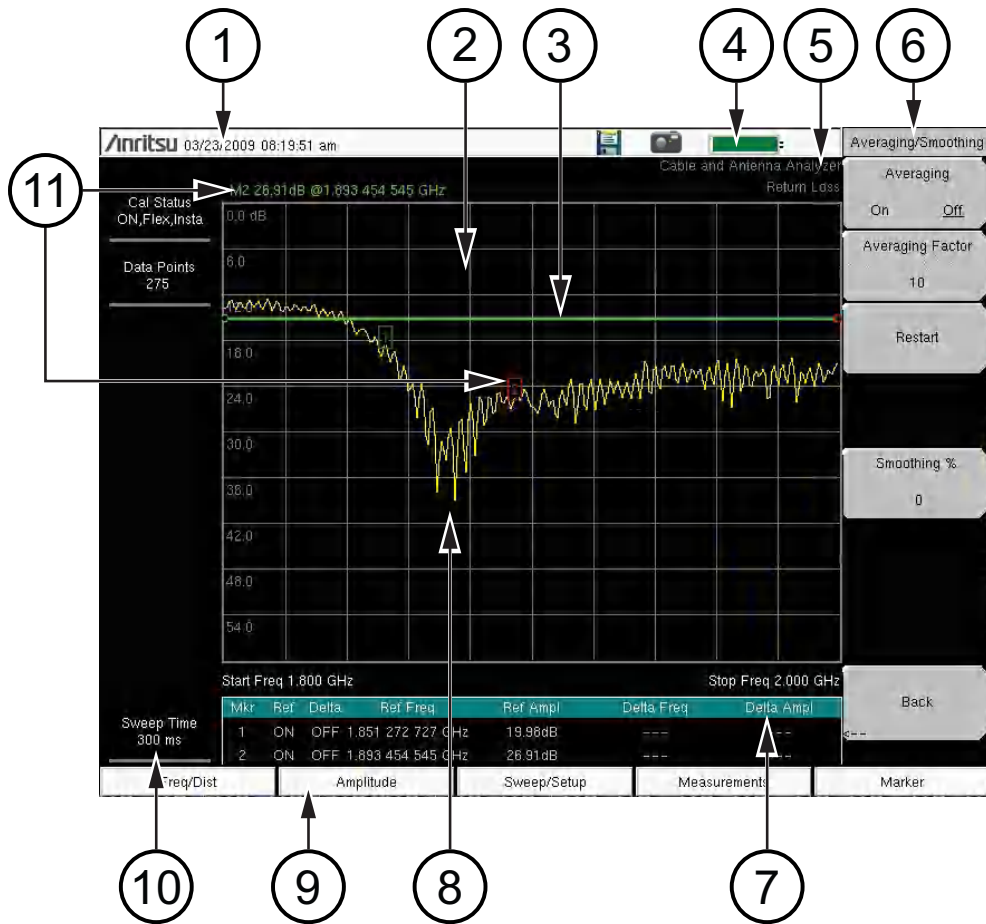 1
2
3
4
5
6
/inritsu 03/23/2009 08:19:51 am
Averaging/Smoothing
Cable and Antenna Analyzer
Return Loss
11
M2 26,91dB @1.893 454 545 GHz
Cal Status
ON,Flex,Insta
Data Points
275
0,0 dB
6.0
12.0
18.0
24.0
30.0
36.0
42.0
48.0
54.0
Averaging
On Off
Averaging Factor
10
Restart
Smoothing %
0
Back
<--
Start Freq 1.800 GHz
Stop Freq 2.000 GHz
Mkr Ref Delta Ref Freq Ref Ampl Delta Freq Delta Ampl
1 ON OFF 1.851 272 727 GHz 19.96dB --- ---
2 ON OFF 1.893 454 545 GHz 26.91dB --- ---
Sweep Time
300 ms
Freq/Dist
Amplitude
Sweep/Setup
Measurements
Marker
10
9
8
7